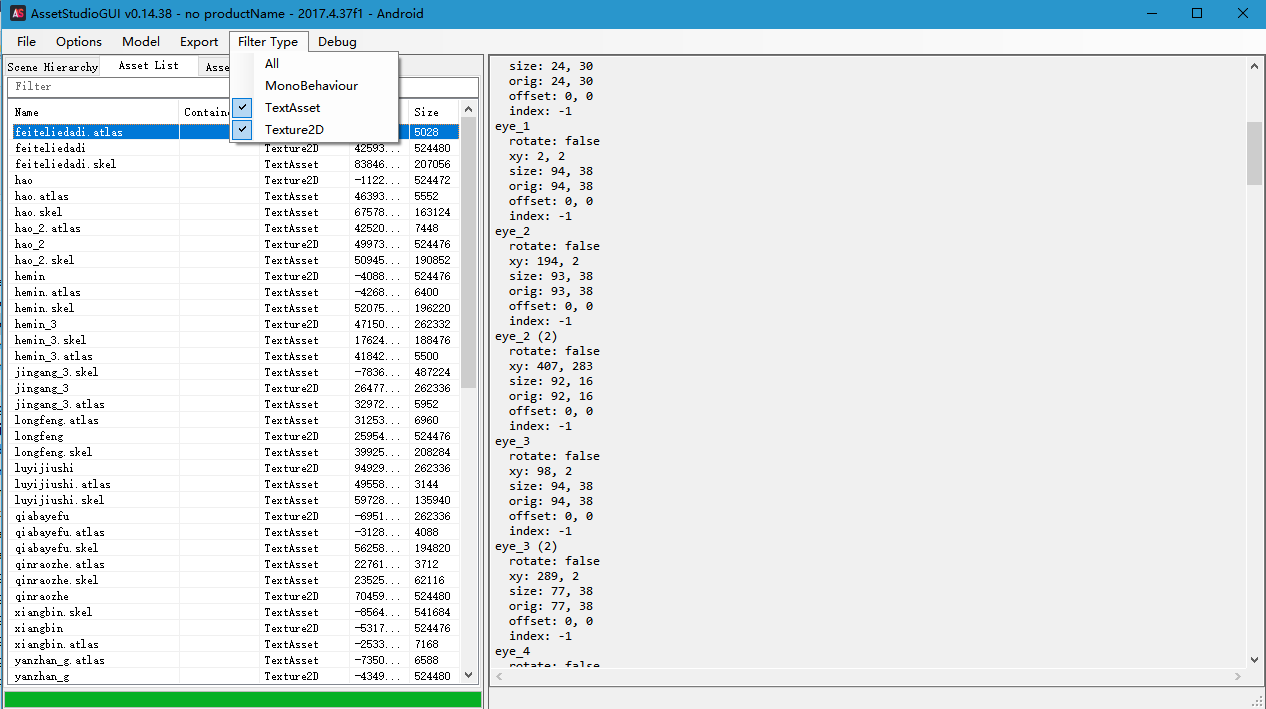 AS AssetStudioGUI v0.14.38 - no productName - 2017.4.37f1 - Android
File Options Model Export Filter Type Debug
Scene Hierarchy Asset List Asse
Filter
All
MonoBehaviour
TextAsset
Texture2D
Name Containe Size
feiteliedadi.atlas 5028
feiteliedadi Texture2D 42593... 524480
feiteliedadi.skel TextAsset 83846... 207056
hao Texture2D -1122... 524472
hao.atlas TextAsset 46393... 5552
hao.skel TextAsset 67578... 163124
hao_2.atlas TextAsset 42520... 7448
hao_2 Texture2D 49973... 524476
hao_2.skel TextAsset 50945... 190852
hemin Texture2D -4088... 524476
hemin.atlas TextAsset -4268... 6400
hemin.skel TextAsset 52075... 196220
hemin_3 Texture2D 47150... 262332
hemin_3.skel TextAsset 17624... 188476
hemin_3.atlas TextAsset 41842... 5500
jingang_3.skel TextAsset -7836... 487224
jingang_3 Texture2D 26477... 262336
jingang_3.atlas TextAsset 32972... 5952
longfeng.atlas TextAsset 31253... 6960
longfeng Texture2D 25954... 524476
longfeng.skel TextAsset 39925... 208284
luyijiushi Texture2D 94929... 262336
luyijiushi.atlas TextAsset 49558... 3144
luyijiushi.skel TextAsset 59728... 135940
qiabayefu Texture2D -6951... 262336
qiabayefu.atlas TextAsset -3128... 4088
qiabayefu.skel TextAsset 56258... 194820
qinraozhe.atlas TextAsset 22761... 3712
qinraozhe.skel TextAsset 23525... 62116
qinraozhe Texture2D 70459... 524480
xiangbin.skel TextAsset -8564... 541684
xiangbin Texture2D -5317... 524476
xiangbin.atlas TextAsset -2533... 7168
yanzhan_g.atlas TextAsset -7350... 6588
yanzhan_g Texture2D -4349... 524480
size: 24, 30
orig: 24, 30
offset: 0, 0
index: -1
eye_1
rotate: false
xy: 2, 2
size: 94, 38
orig: 94, 38
offset: 0, 0
index: -1
eye_2
rotate: false
xy: 194, 2
size: 93, 38
orig: 93, 38
offset: 0, 0
index: -1
eye_2 (2)
rotate: false
xy: 407, 283
size: 92, 16
orig: 92, 16
offset: 0, 0
index: -1
eye_3
rotate: false
xy: 98, 2
size: 94, 38
orig: 94, 38
offset: 0, 0
index: -1
eye_3 (2)
rotate: false
xy: 289, 2
size: 77, 38
orig: 77, 38
offset: 0, 0
index: -1
eye_4
rotate: false